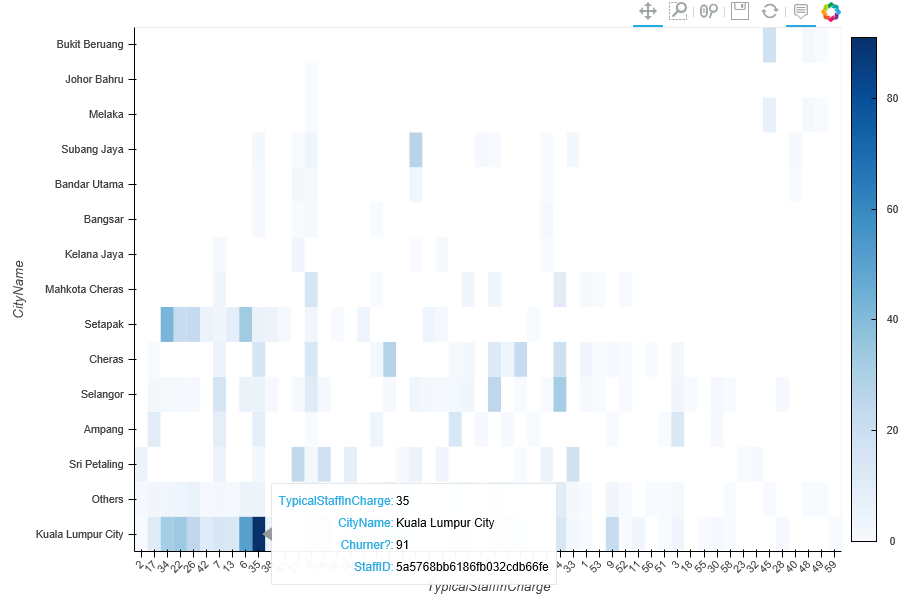 Bukit Beruang
Johor Bahru
Melaka
Subang Jaya
Bandar Utama
Bangsar
Kelana Jaya
Mahkota Cheras
Setapak
Cheras
Selangor
Ampang
Sri Petaling
Others
Kuala Lumpur City
CityName
80
60
40
20
0
TypicalStaffInCharge: 35
CityName: Kuala Lumpur City
Churner?: 91
StaffID: 5a5768bb6186fb032cdb66fe
2 17 34 22 26 42 7 13 6 35 4 33 1 53 9 52 11 56 51 3 18 55 30 58 23 32 45 28 40 48 49 59
TypicalStaffInCharge